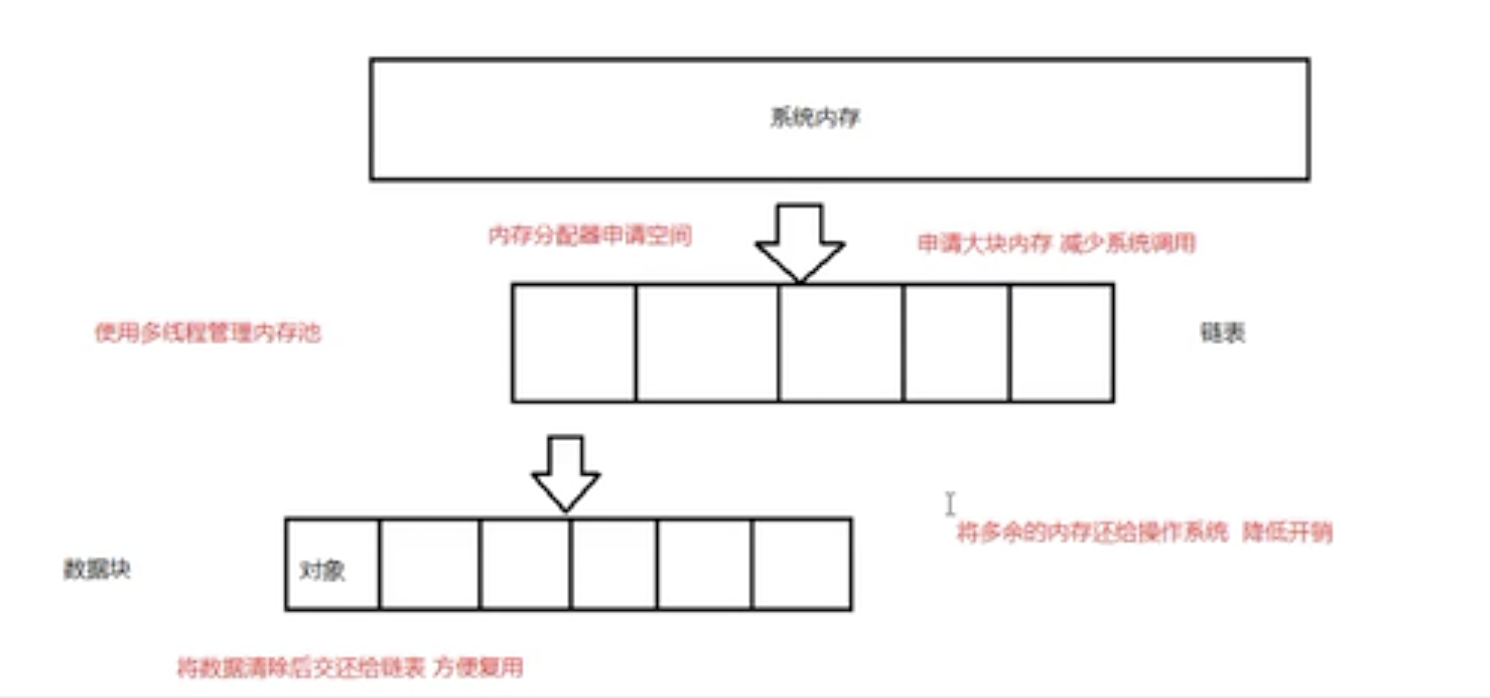 系统内存
内存分配器申请空间
申请大块内存 减少系统调用
使用多线程管理内存池
链表
将多余的内存还给操作系统 降低开销
数据块
对象
将数据清除后交还给链表 方便复用